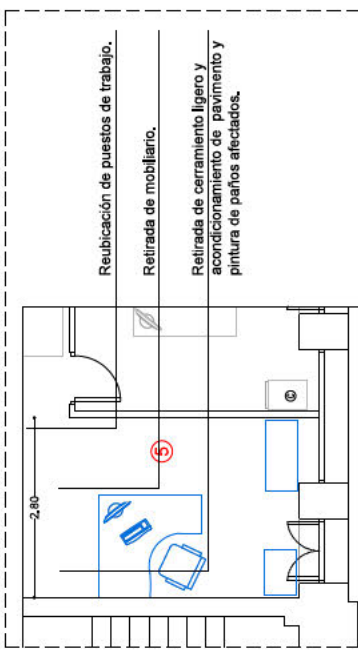 Reubicación de puestos de trabajo.
Retirada de mobiliario.
Retirada de cerramiento ligero y
acondicionamiento de pavimento y
pintura de paños afectados.
2,80
5
©